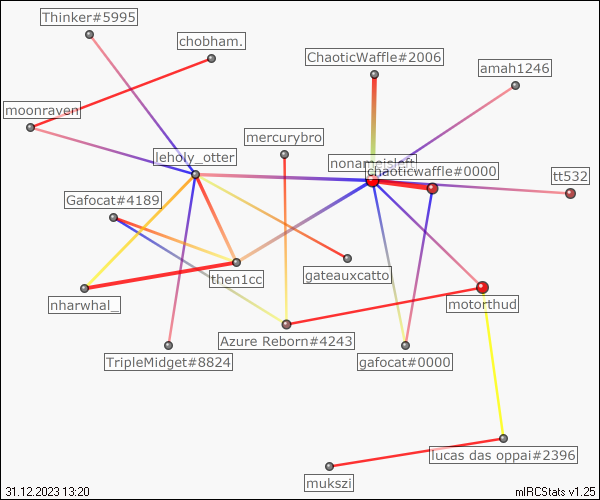 Thinker#5995
chobham.
ChaoticWaffle#2006
amah1246
moonraven
mercurybro
leholy_otter
nonameisleft
chaoticwaffle#0000
tt532
Gafocat#4189
then1cc
gateauxcatto
nharwhal_
motorthud
Azure Reborn#4243
TripleMidget#8824
gafocat#0000
lucas das oppai#2396
mukszi
31.12.2023 13:20
mIRCStats v1.25